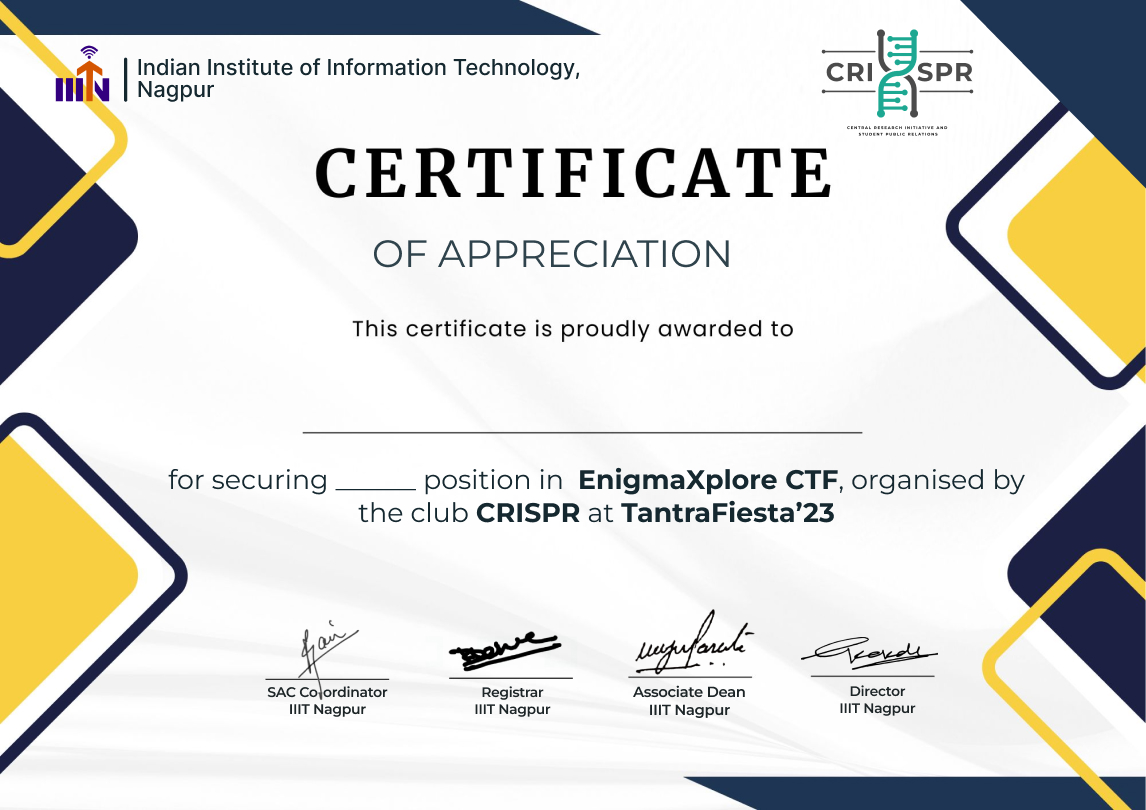 Indian Institute of Information Technology,
Nagpur
CRISPR
CENTRAL RESEARCH INITIATIVE AND
STUDENT PUBLIC RELATIONS
CERTIFICATE
OF APPRECIATION
This certificate is proudly awarded to
for securing ______ position in EnigmaXplore CTF, organised by
the club CRISPR at TantraFiesta’23
SAC Coordinator
IIIT Nagpur
Registrar
IIIT Nagpur
Associate Dean
IIIT Nagpur
Director
IIIT Nagpur